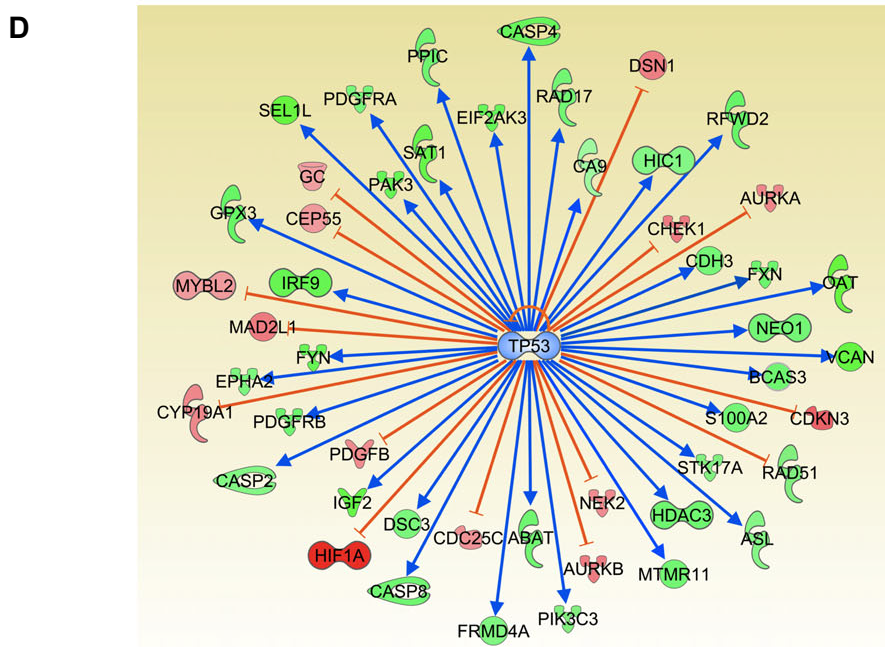 D
CASP4
PPIC
DSN1
PDGFRA
RAD17
SEL1L
EIF2AK3
RFWD2
SAT1
HIC1
CA9
GC
PAK3
AURKA
GPX3
CEP55
CHEK1
CDH3
FXN
OAT
MYBL2
IRF9
MAD2L1
NEO1
TP53
FYN
VCAN
EPHA2
BCAS3
CYP19A1
PDGFRB
S100A2
CDKN3
PDGFB
STK17A
RAD51
CASP2
IGF2
NEK2
HDAC3
DSC3
CDC25C
ABAT
ASL
HIF1A
AURKB
MTMR11
CASP8
PIK3C3
FRMD4A